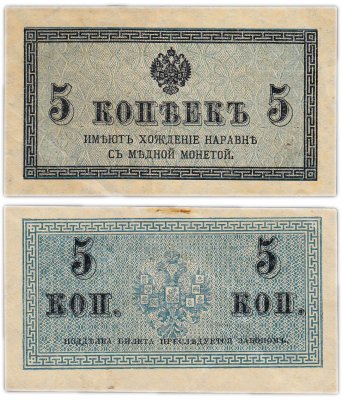 5 КОПѢЕКЪ 5
ИМѢЮТЪ ХОЖДЕНІЕ НАРАВНѢ
СЪ МѢДНОЙ МОНЕТОЙ.
5 5
КОП. КОП.
ПОДДѢЛКА БИЛЕТА ПРЕСЛѢДУЕТСЯ ЗАКОНОМЪ.